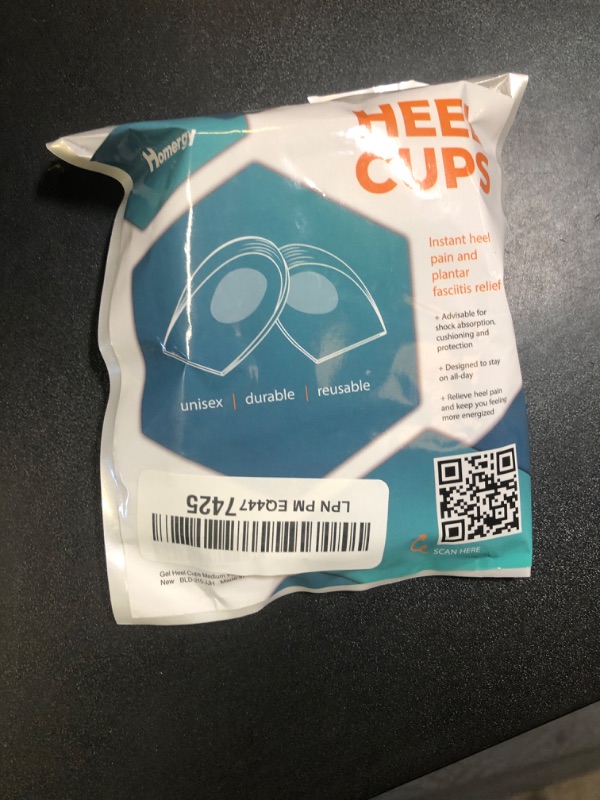 Homergy
HEEL
CUPS
Instant heel
pain and
plantar
fasciitis relief
+ Advisable for
shock absorption,
cushioning and
protection
+ Designed to stay
on all-day
+ Relieve heel pain
and keep you feeling
more energized
unisex | durable | reusable
LPN PM EQ4477425
SCAN HERE
Gel Heel Cups Medium
New